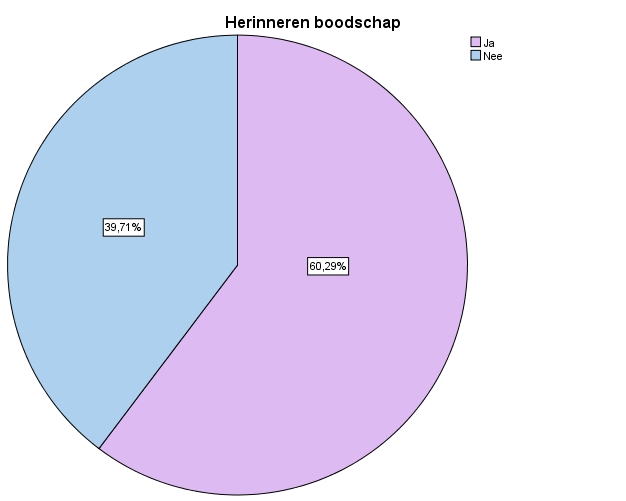 Herinneren boodschap
Ja
Nee
39,71%
60,29%